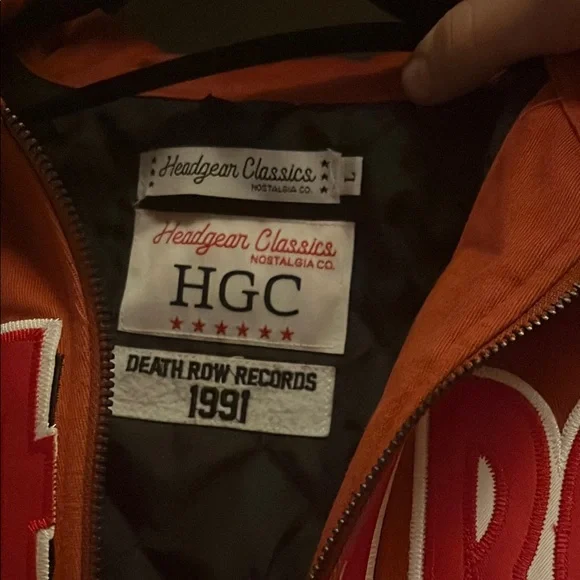 Headgear Classics
NOSTALGIA CO.
L
Headgear Classics
NOSTALGIA CO.
HGC
DEATH ROW RECORDS
1991